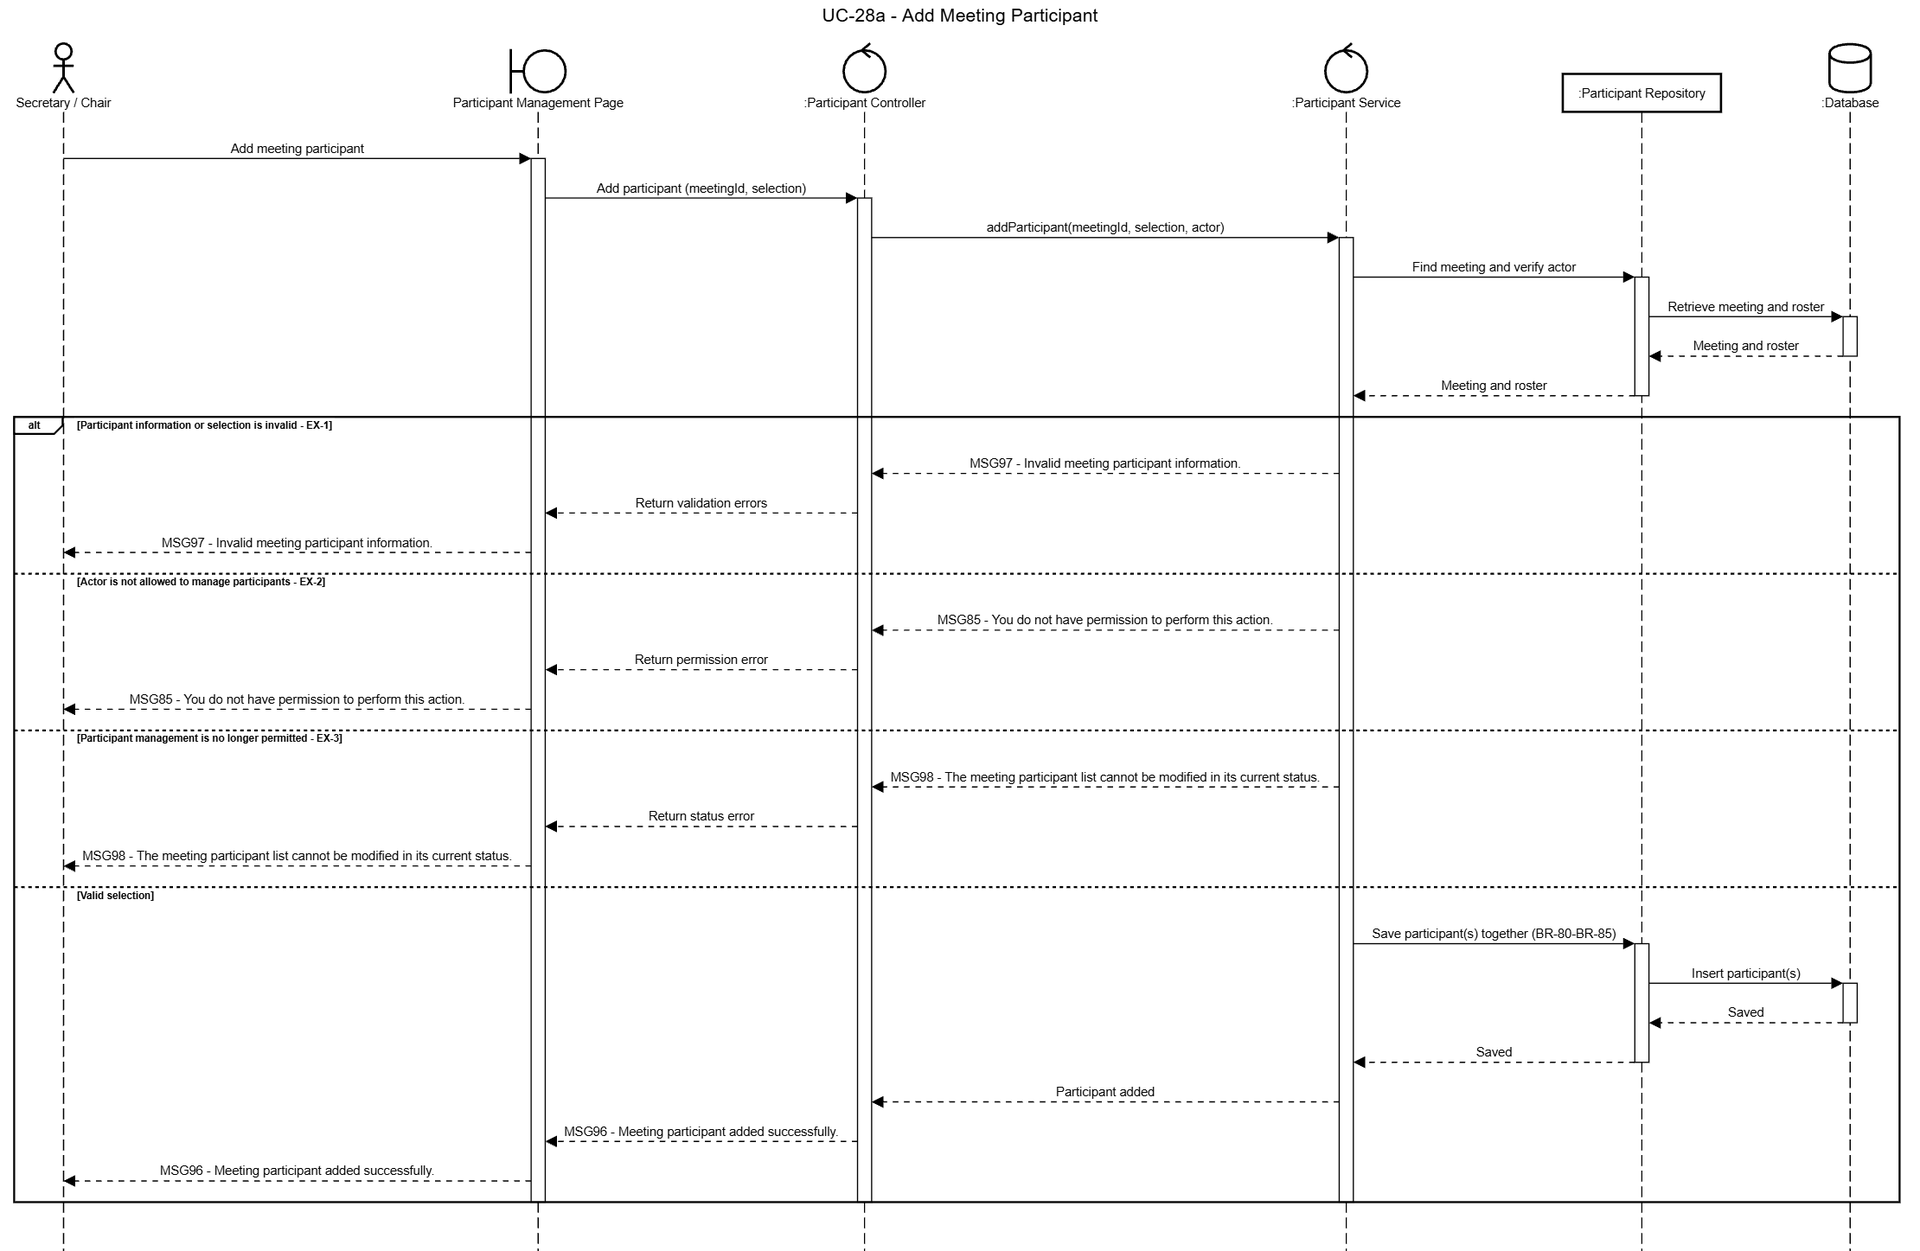 UC-28a - Add Meeting Participant
Secretary / Chair
Participant Management Page
:Participant Controller
:Participant Service
:Participant Repository
:Database
Add meeting participant
Add participant (meetingId, selection)
addParticipant(meetingId, selection, actor)
Find meeting and verify actor
Retrieve meeting and roster
Meeting and roster
Meeting and roster
alt
[Participant information or selection is invalid - EX-1]
MSG97 - Invalid meeting participant information.
Return validation errors
MSG97 - Invalid meeting participant information.
[Actor is not allowed to manage participants - EX-2]
MSG85 - You do not have permission to perform this action.
Return permission error
MSG85 - You do not have permission to perform this action.
[Participant management is no longer permitted - EX-3]
MSG98 - The meeting participant list cannot be modified in its current status.
Return status error
MSG98 - The meeting participant list cannot be modified in its current status.
[Valid selection]
Save participant(s) together (BR-80-BR-85)
Insert participant(s)
Saved
Saved
Participant added
MSG96 - Meeting participant added successfully.
MSG96 - Meeting participant added successfully.